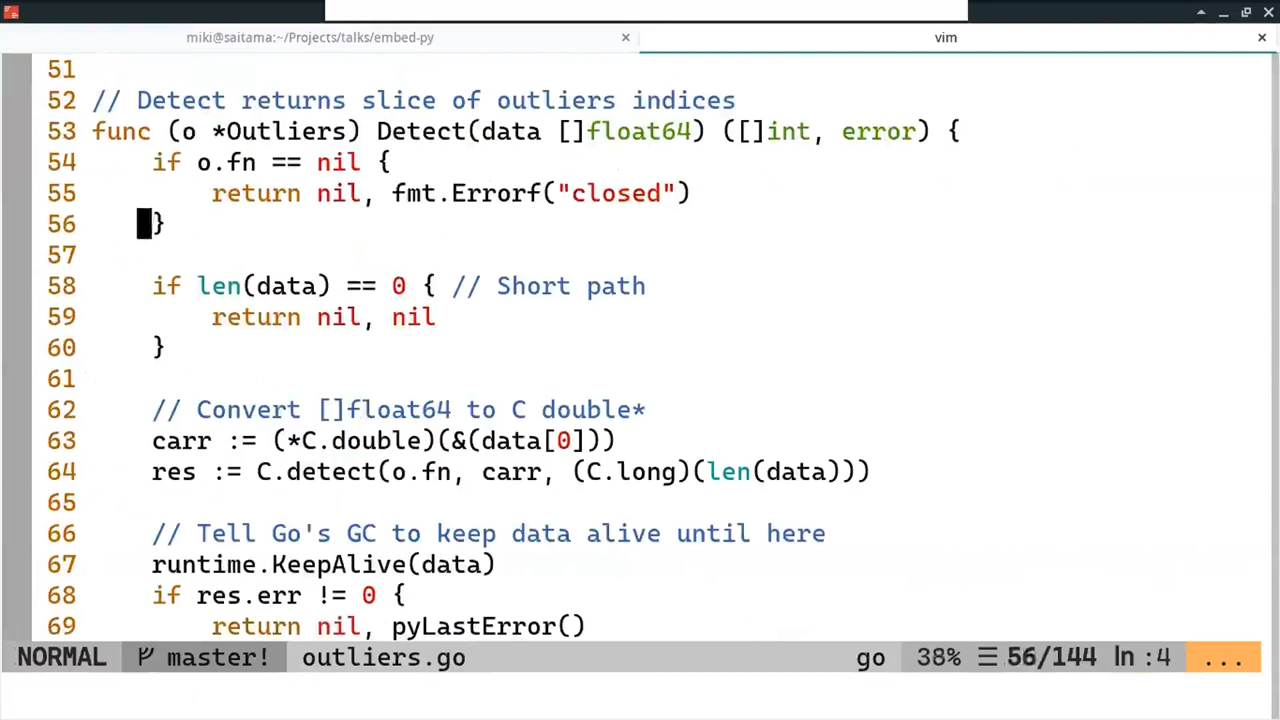 miki@saitama:~/Projects/talks/embed-py × vim ×
51
52 // Detect returns slice of outliers indices
53 func (o *Outliers) Detect(data []float64) ([]int, error) {
54     if o.fn == nil {
55         return nil, fmt.Errorf("closed")
56     }
57
58     if len(data) == 0 { // Short path
59         return nil, nil
60     }
61
62     // Convert []float64 to C double*
63     carr := (*C.double)(&(data[0]))
64     res := C.detect(o.fn, carr, (C.long)(len(data)))
65
66     // Tell Go's GC to keep data alive until here
67     runtime.KeepAlive(data)
68     if res.err != 0 {
69         return nil, pyLastError()
NORMAL master! outliers.go go 38% ☰ 56/144 ln :4 ...